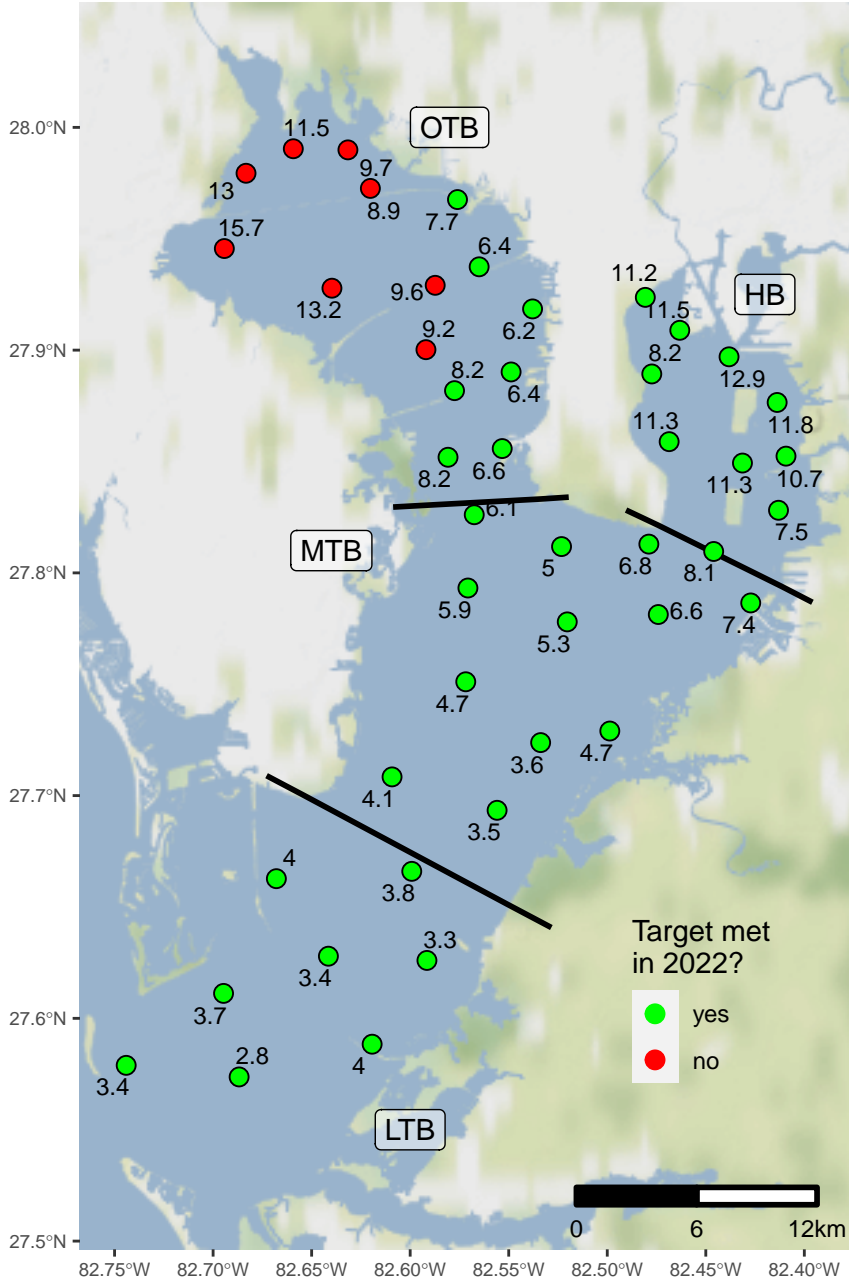 28.0°N
27.9°N
27.8°N
27.7°N
27.6°N
27.5°N
OTB
11.5
9.7
13
8.9
7.7
15.7
6.4
11.2
HB
9.6
13.2
11.5
9.2
6.2
8.2
8.2
12.9
6.4
11.3
11.8
8.2
6.6
11.3
10.7
6.1
7.5
MTB
5
6.8
8.1
5.9
6.6
5.3
7.4
4.7
3.6
4.7
4.1
3.5
4
3.8
3.3
3.4
3.7
2.8
4
3.4
LTB
Target met
in 2022?
yes
no
0 6 12km
82.75°W 82.70°W 82.65°W 82.60°W 82.55°W 82.50°W 82.45°W 82.40°W